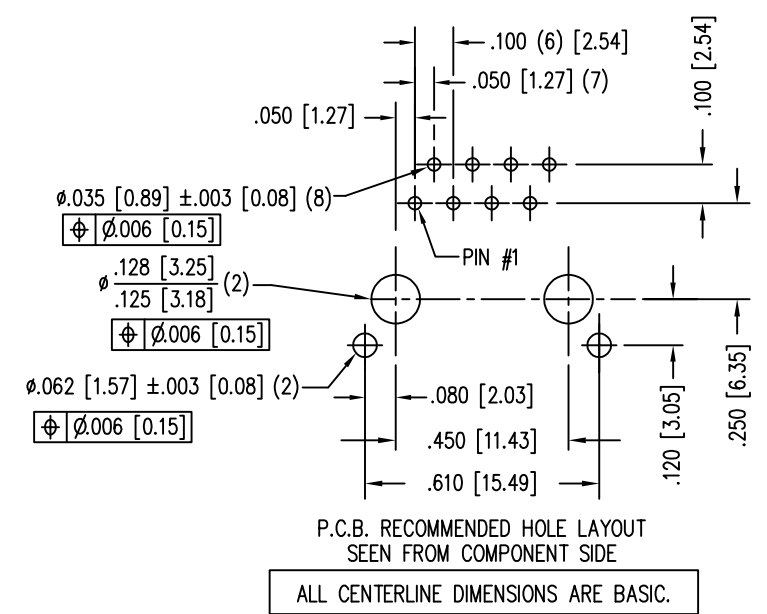 .100 (6) [2.54]
.050 [1.27] (7)
.050 [1.27]
.100 [2.54]
ø.035 [0.89] ±.003 [0.08] (8)
⌖ Ø.006 [0.15]
PIN #1
ø .128 [3.25]
.125 [3.18] (2)
⌖ Ø.006 [0.15]
ø.062 [1.57] ±.003 [0.08] (2)
⌖ Ø.006 [0.15]
.080 [2.03]
.450 [11.43]
.610 [15.49]
.120 [3.05]
.250 [6.35]
P.C.B. RECOMMENDED HOLE LAYOUT
SEEN FROM COMPONENT SIDE
ALL CENTERLINE DIMENSIONS ARE BASIC.